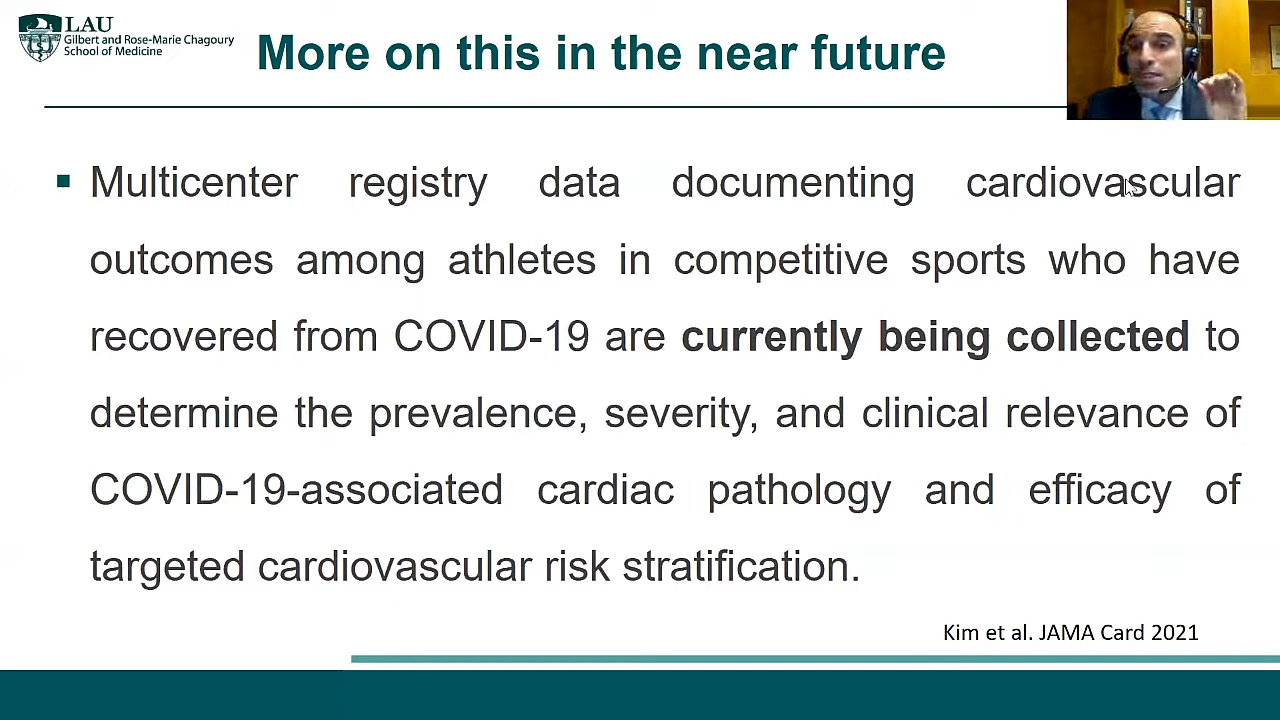 LAU
Gilbert and Rose-Marie Chagoury
School of Medicine
More on this in the near future
Multicenter registry data documenting cardiovascular
outcomes among athletes in competitive sports who have
recovered from COVID-19 are currently being collected to
determine the prevalence, severity, and clinical relevance of
COVID-19-associated cardiac pathology and efficacy of
targeted cardiovascular risk stratification.
Kim et al. JAMA Card 2021